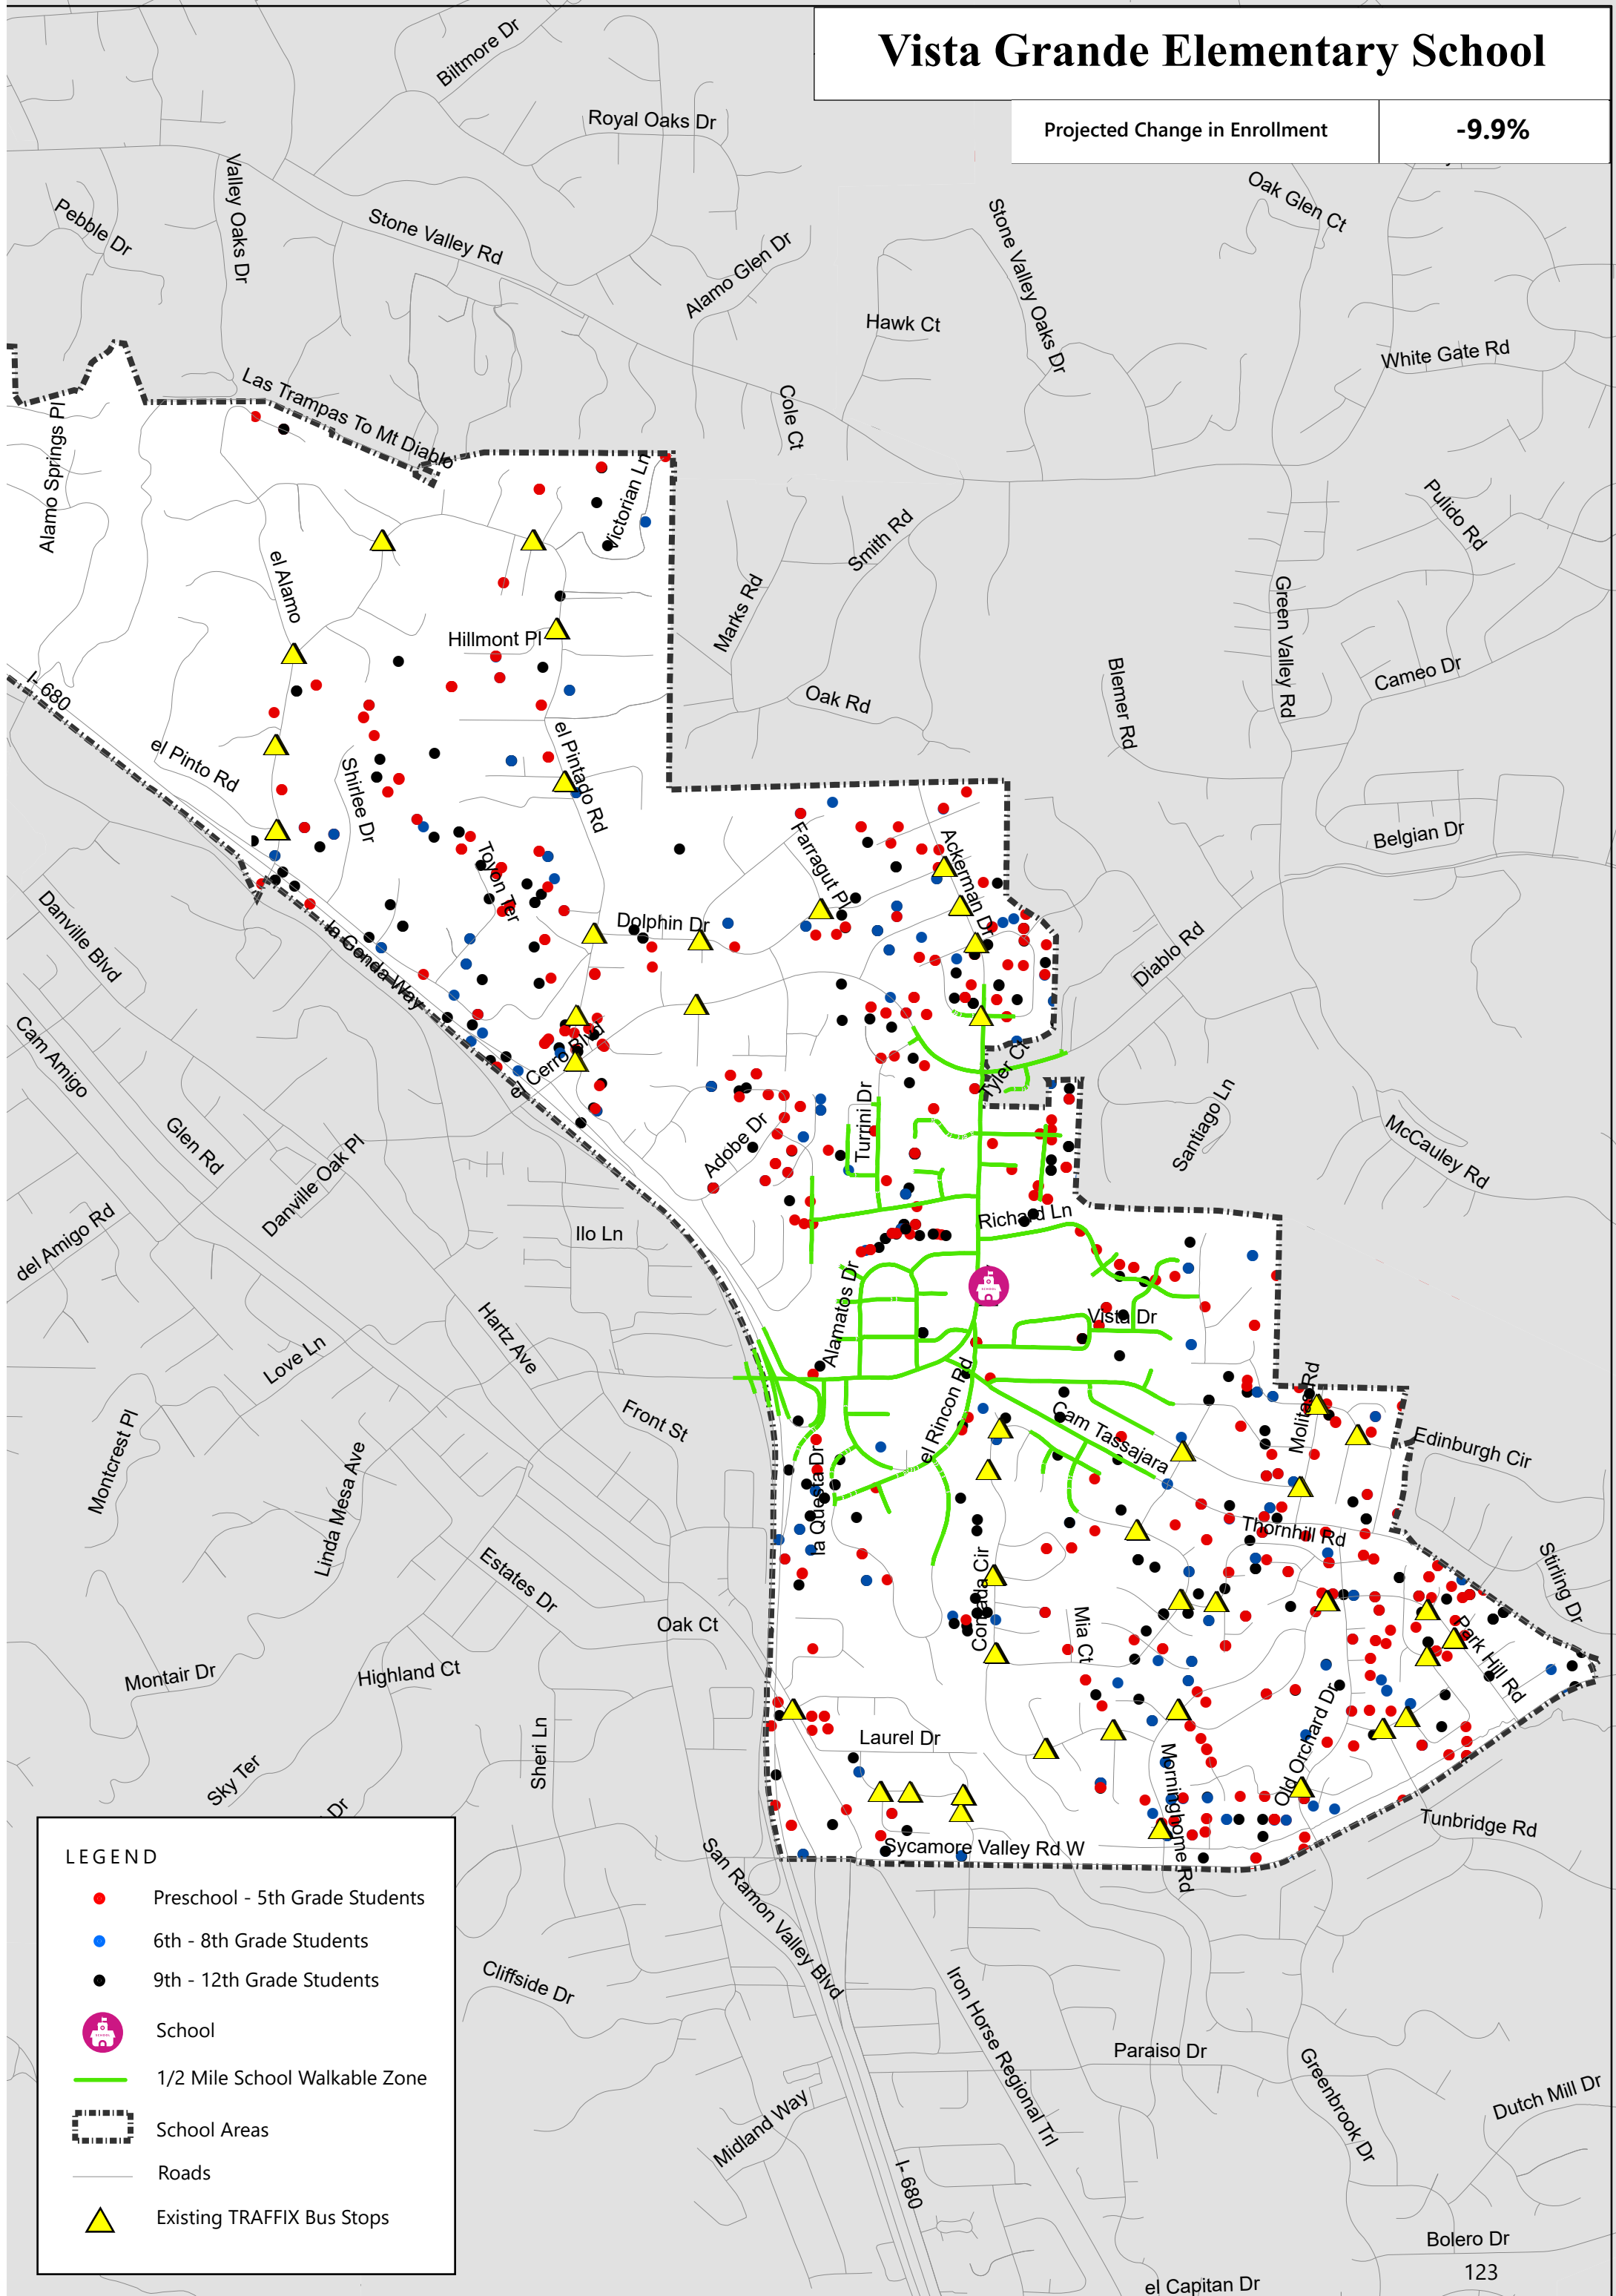 Vista Grande Elementary School
Projected Change in Enrollment
-9.9%
Biltmore Dr
Royal Oaks Dr
Valley Oaks Dr
Pebble Dr
Stone Valley Rd
Alamo Glen Dr
Stone Valley Oaks Dr
Oak Glen Ct
Hawk Ct
White Gate Rd
Las Trampas To Mt Diablo
Cole Ct
Alamo Springs Pl
Victorian Ln
Smith Rd
Pulido Rd
el Alamo
Marks Rd
Green Valley Rd
Hillmont Pl
I- 680
Oak Rd
Blemer Rd
Cameo Dr
el Pinto Rd
Shirlee Dr
el Pintado Rd
Farragut Pl
Ackerman Dr
Belgian Dr
Toyon Ter
Danville Blvd
Dolphin Dr
la Gonda Way
Diablo Rd
Cam Amigo
el Cerro Blvd
Tyler Ct
Glen Rd
Danville Oak Pl
Adobe Dr
Turrini Dr
Santiago Ln
McCauley Rd
del Amigo Rd
Ilo Ln
Richard Ln
Hartz Ave
Alamatos Dr
Vista Dr
Love Ln
Front St
el Rincon Rd
Cam Tassajara
Molitas Rd
Edinburgh Cir
Montcrest Pl
Linda Mesa Ave
la Questa Dr
Thornhill Rd
Estates Dr
Stirling Dr
Oak Ct
Mia Ct
Park Hill Rd
Montair Dr
Highland Ct
Sheri Ln
Laurel Dr
Old Orchard Dr
Morninghome Rd
Sky Ter
Dr
Tunbridge Rd
Sycamore Valley Rd W
San Ramon Valley Blvd
LEGEND
Preschool - 5th Grade Students
6th - 8th Grade Students
9th - 12th Grade Students
SCHOOL
School
1/2 Mile School Walkable Zone
School Areas
Roads
Existing TRAFFIX Bus Stops
Cliffside Dr
Iron Horse Regional Trl
Paraiso Dr
Greenbrook Dr
Dutch Mill Dr
Midland Way
I- 680
Bolero Dr
123
el Capitan Dr